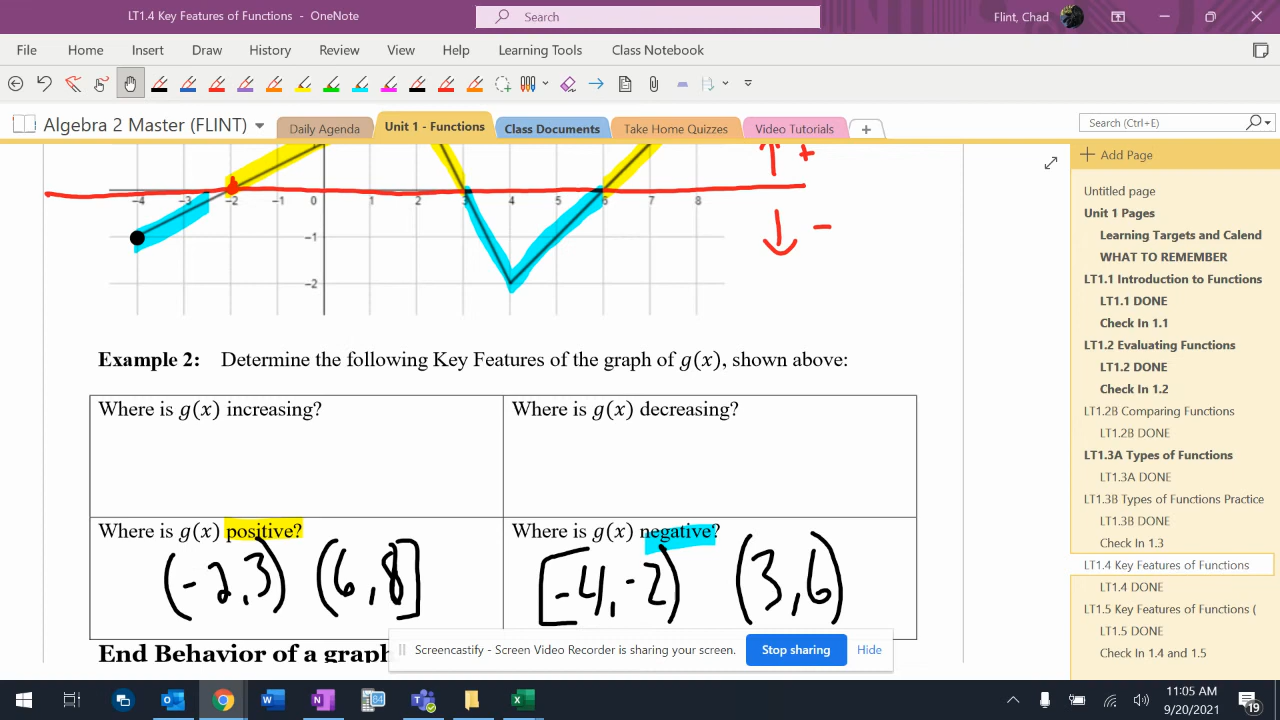 LT1.4 Key Features of Functions - OneNote
Search
Flint, Chad
File Home Insert Draw History Review View Help Learning Tools Class Notebook
Algebra 2 Master (FLINT)
Daily Agenda
Unit 1 - Functions
Class Documents
Take Home Quizzes
Video Tutorials
Search (Ctrl+E)
+
-4 -3 -2 -1 0 1 2 3 4 5 6 7 8
-1
-2
−
Example 2: Determine the following Key Features of the graph of g(x), shown above:
Where is g(x) increasing?
Where is g(x) decreasing?
Where is g(x) positive?
(-2,3) (6,8]
Where is g(x) negative?
[-4,-2) (3,6)
End Behavior of a graph
Screencastify - Screen Video Recorder is sharing your screen.
Stop sharing
Hide
Add Page
Untitled page
Unit 1 Pages
Learning Targets and Calend
WHAT TO REMEMBER
LT1.1 Introduction to Functions
LT1.1 DONE
Check In 1.1
LT1.2 Evaluating Functions
LT1.2 DONE
Check In 1.2
LT1.2B Comparing Functions
LT1.2B DONE
LT1.3A Types of Functions
LT1.3A DONE
LT1.3B Types of Functions Practice
Check In 1.3
LT1.4 Key Features of Functions
LT1.4 DONE
LT1.5 Key Features of Functions (
LT1.5 DONE
Check In 1.4 and 1.5
11:05 AM
9/20/2021
19